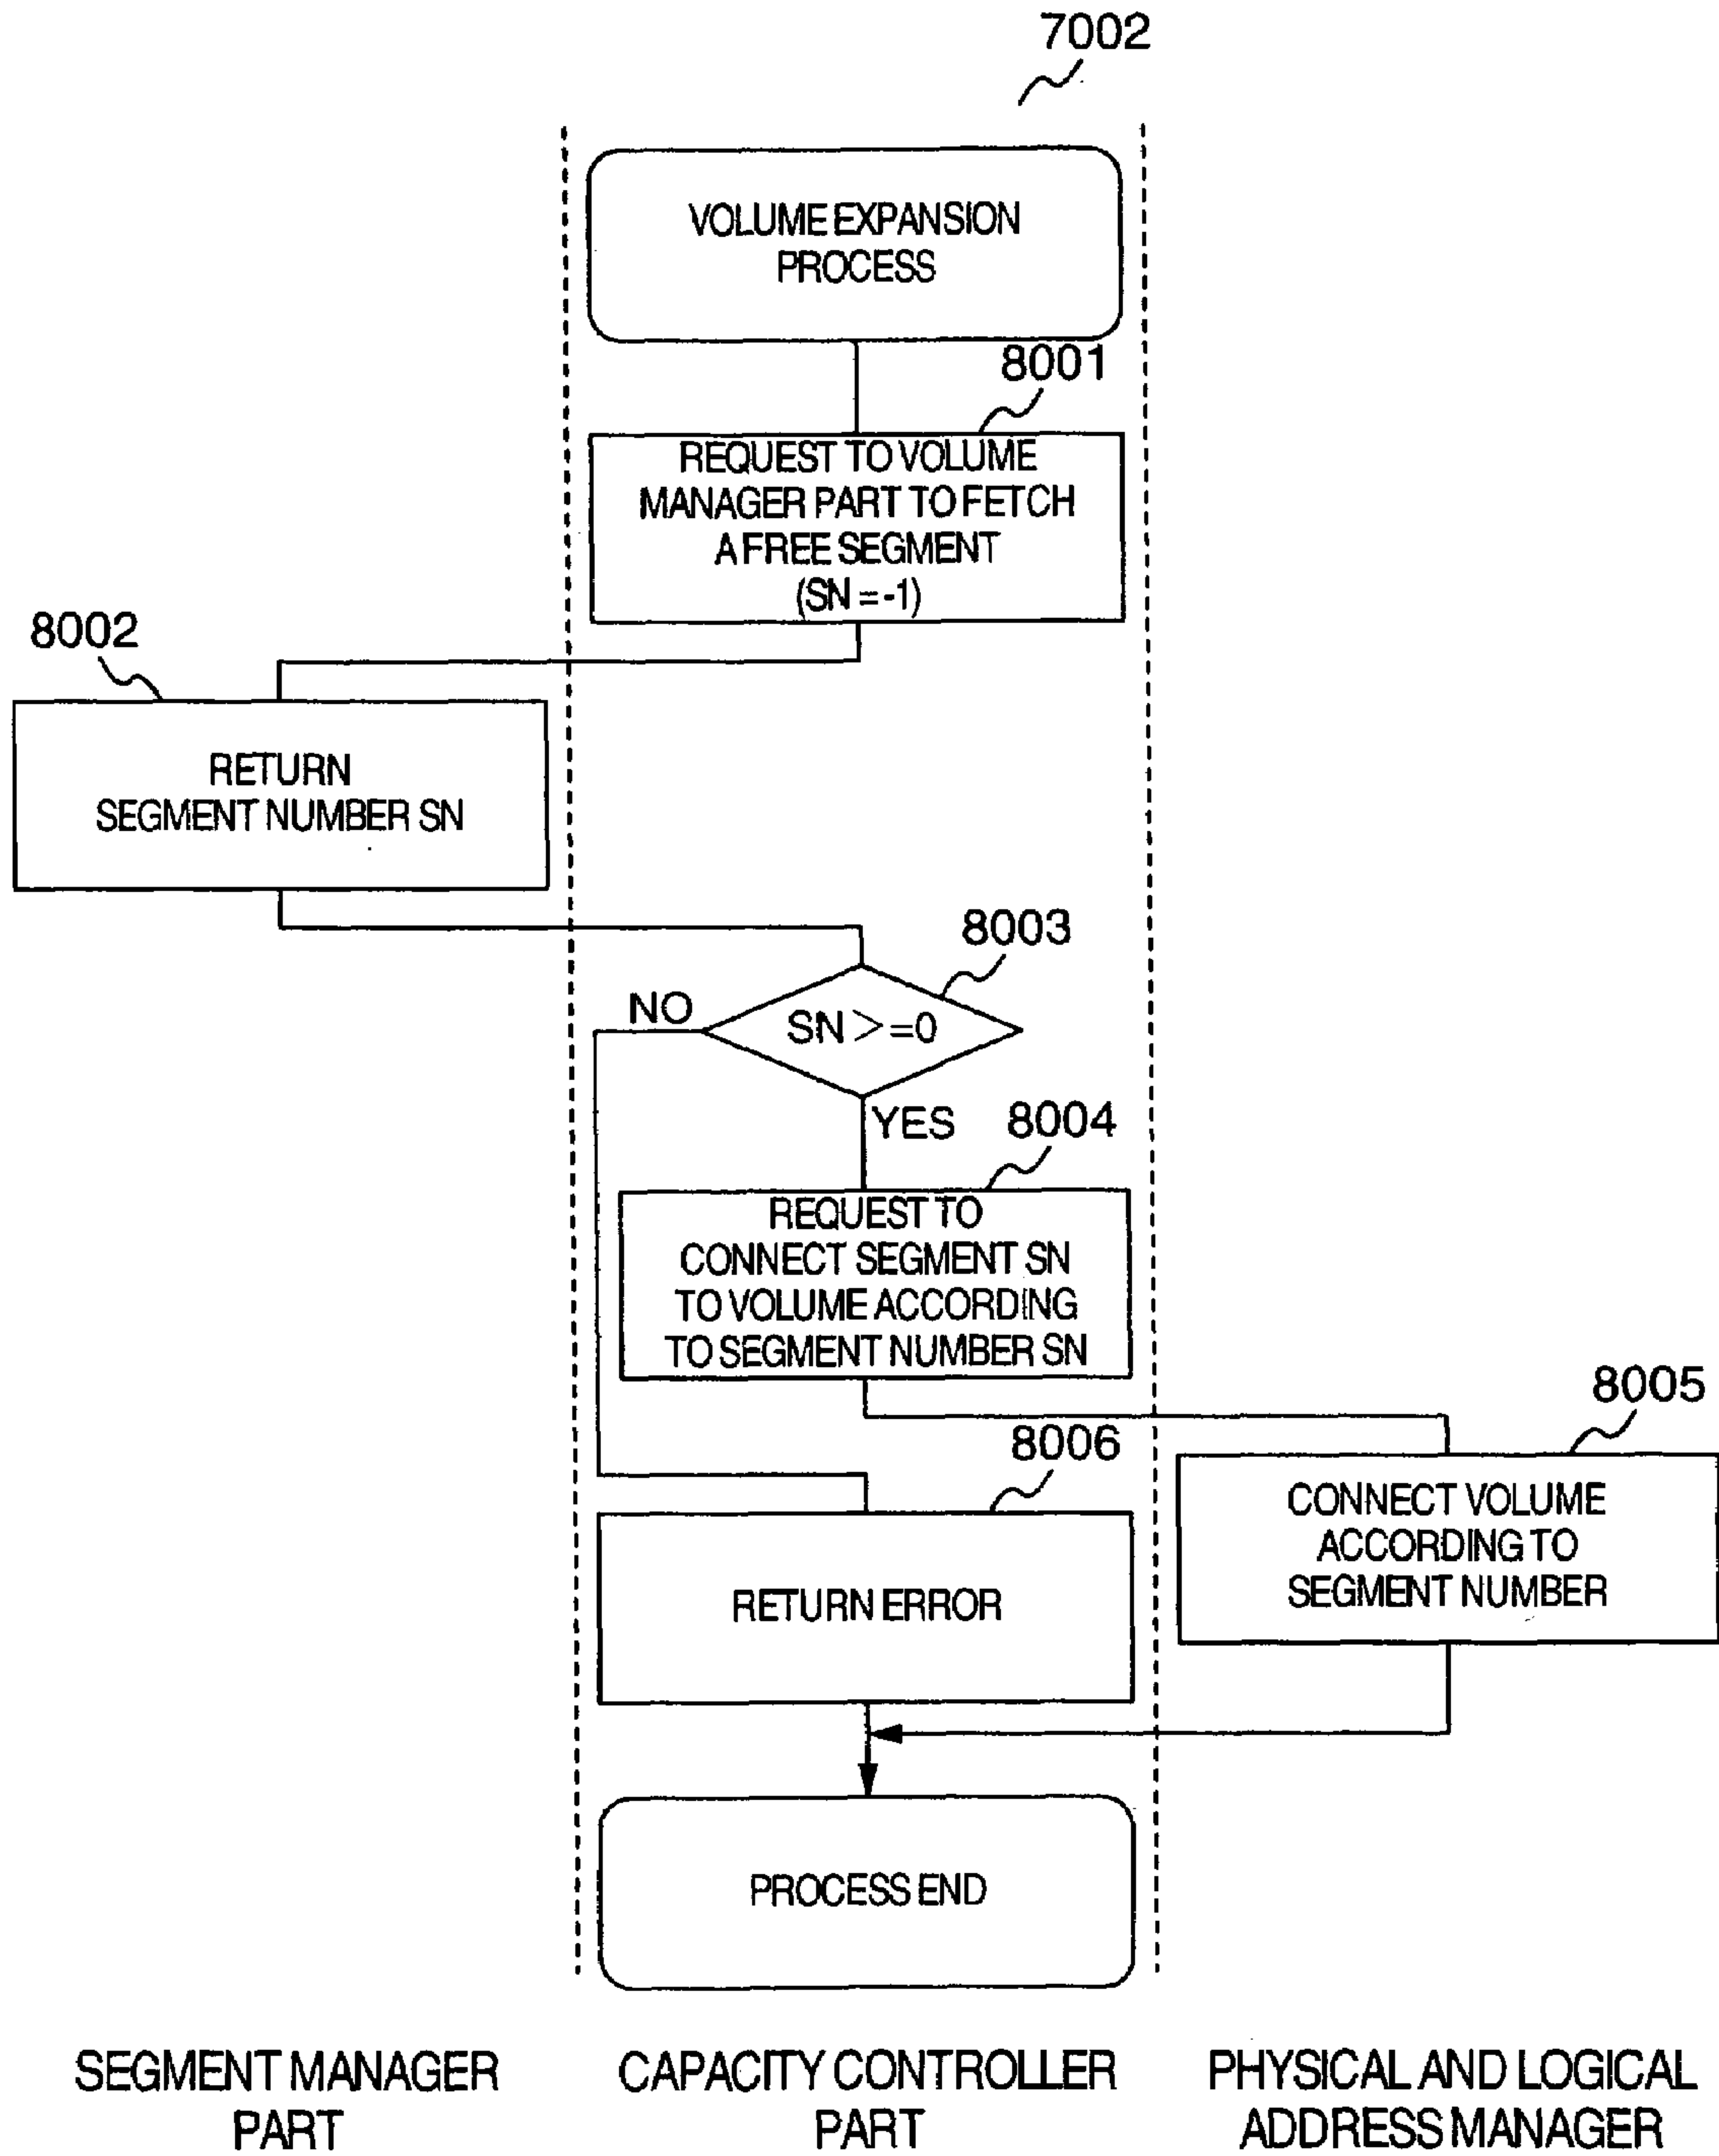 7002
VOLUME EXPANSION
PROCESS
8001
REQUEST TO VOLUME
MANAGER PART TO FETCH
A FREE SEGMENT
(SN = -1)
8002
RETURN
SEGMENT NUMBER SN
8003
NO
SN >=0
YES
8004
REQUEST TO
CONNECT SEGMENT SN
TO VOLUME ACCORDING
TO SEGMENT NUMBER SN
8005
CONNECT VOLUME
ACCORDING TO
SEGMENT NUMBER
8006
RETURN ERROR
PROCESS END
SEGMENT MANAGER
PART
CAPACITY CONTROLLER
PART
PHYSICAL AND LOGICAL
ADDRESS MANAGER